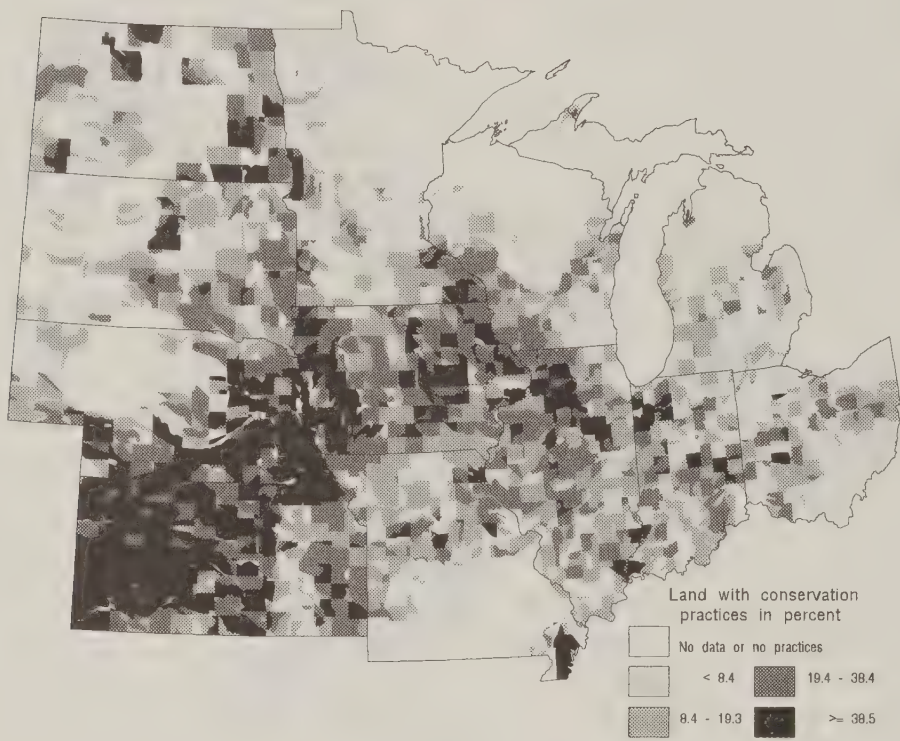 Land with conservation
practices in percent
No data or no practices
< 8.4
19.4 - 38.4
8.4 - 19.3
>= 38.5